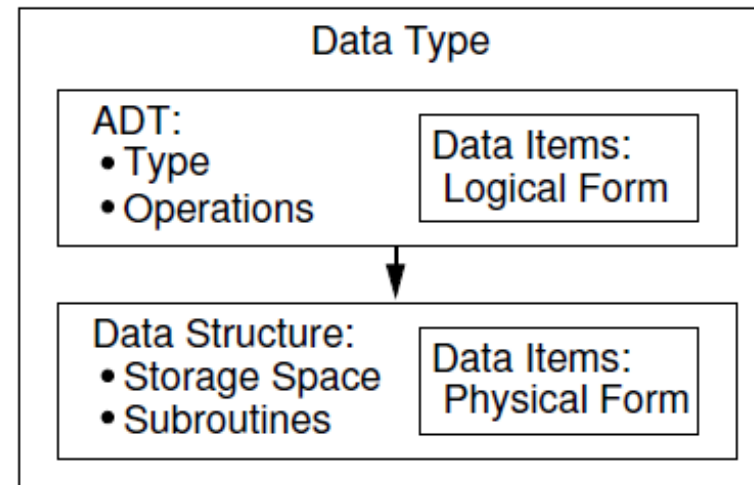 Data Type
ADT:
• Type
• Operations
Data Items:
Logical Form
Data Structure:
• Storage Space
• Subroutines
Data Items:
Physical Form